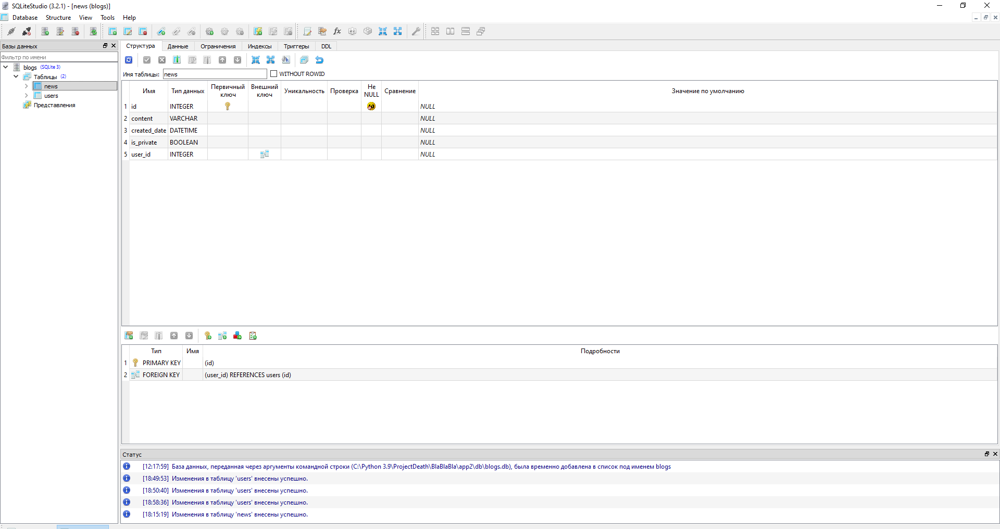 SQLiteStudio (3.2.1) - [news (blogs)]
Database Structure View Tools Help
Базы данных
Фильтр по имени
blogs (SQLite 3)
Таблицы (2)
news
users
Представления
Структура Данные Ограничения Индексы Триггеры DDL
Имя таблицы: news WITHOUT ROWID
Имя Тип данных Первичный ключ Внешний ключ Уникальность Проверка Не NULL Сравнение Значение по умолчанию
1 id INTEGER NULL
2 content VARCHAR NULL
3 created_date DATETIME NULL
4 is_private BOOLEAN NULL
5 user_id INTEGER NULL
Тип Имя Подробности
1 PRIMARY KEY (id)
2 FOREIGN KEY (user_id) REFERENCES users (id)
Статус
[12:17:59] База данных, переданная через аргументы командной строки (C:\Python 3.9\ProjectDeath\BlaBlaBla\app2\db\blogs.db), была временно добавлена в список под именем blogs
[18:49:53] Изменения в таблицу 'users' внесены успешно.
[18:50:40] Изменения в таблицу 'users' внесены успешно.
[18:58:36] Изменения в таблицу 'users' внесены успешно.
[18:15:19] Изменения в таблицу 'news' внесены успешно.